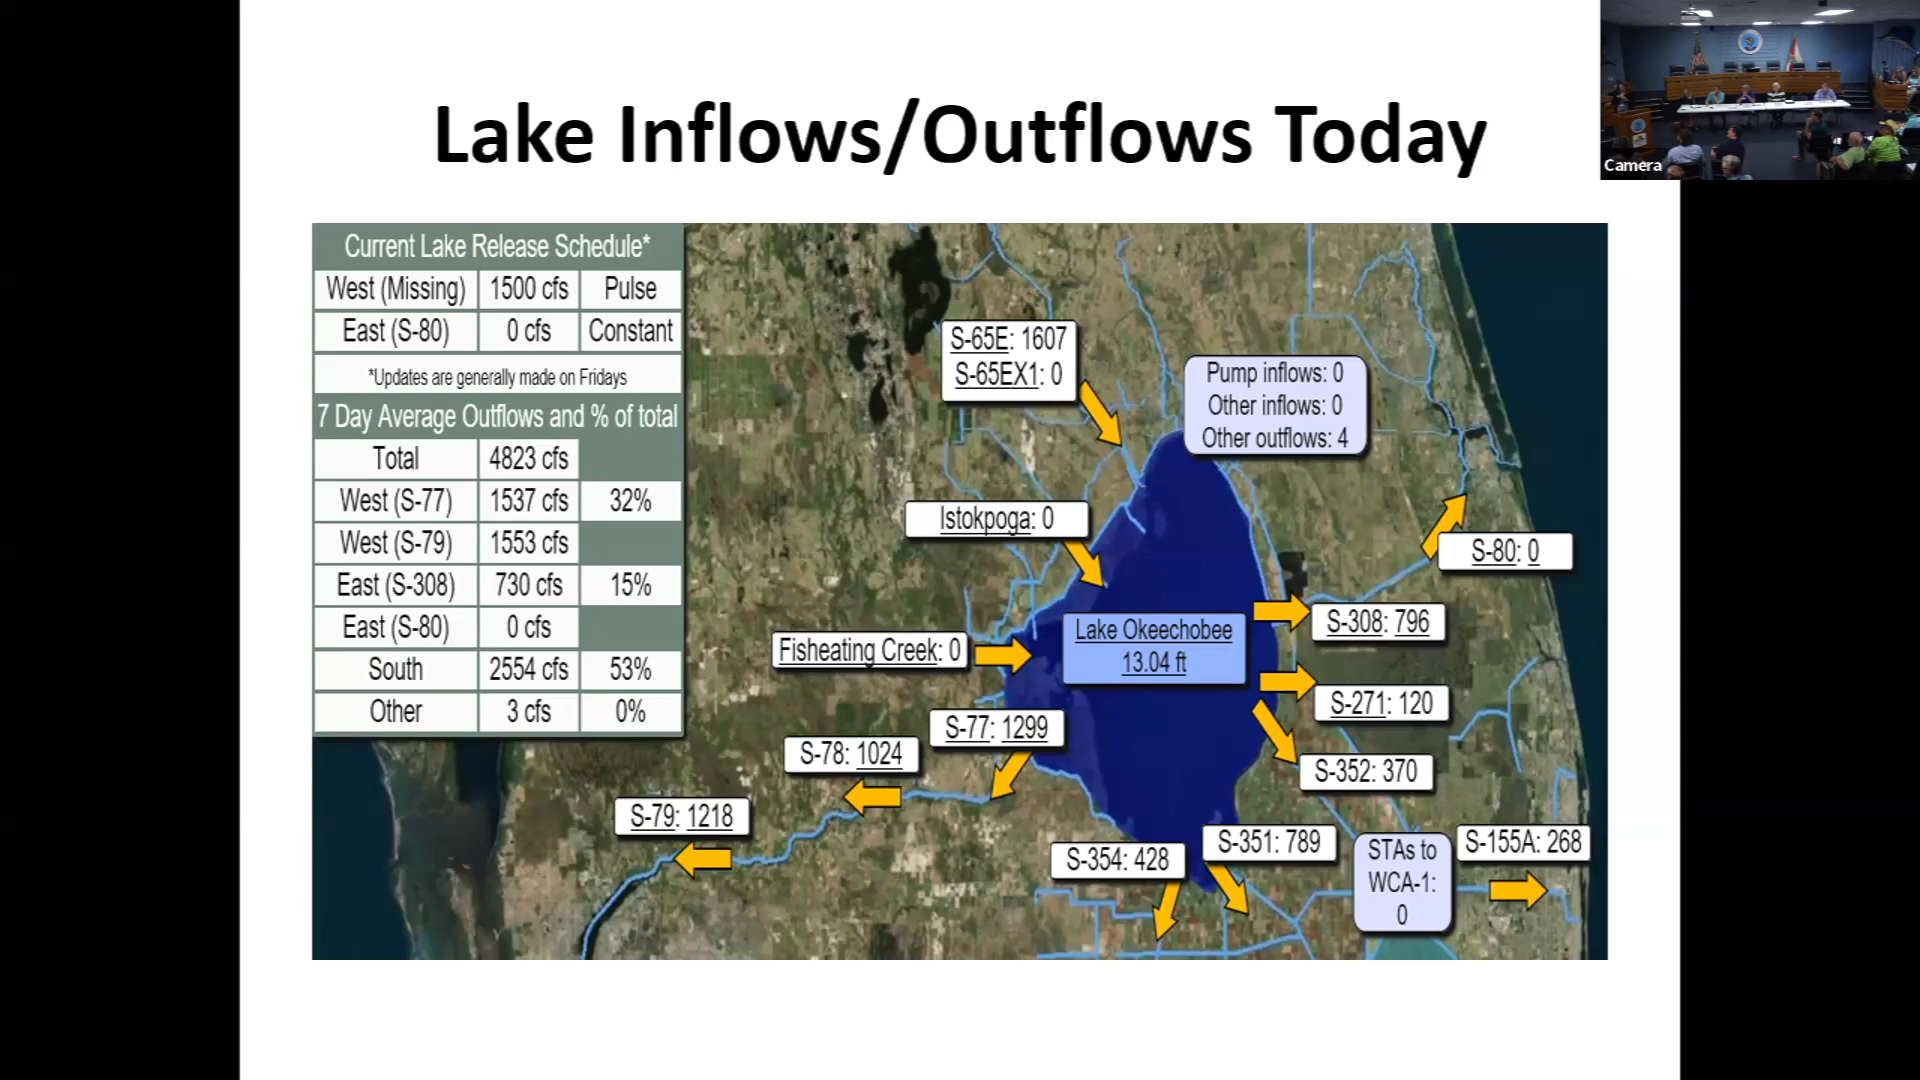 Lake Inflows/Outflows Today
Camera
Current Lake Release Schedule*
West (Missing) 1500 cfs Pulse
East (S-80) 0 cfs Constant
*Updates are generally made on Fridays
7 Day Average Outflows and % of total
Total 4823 cfs
West (S-77) 1537 cfs 32%
West (S-79) 1553 cfs
East (S-308) 730 cfs 15%
East (S-80) 0 cfs
South 2554 cfs 53%
Other 3 cfs 0%
S-65E: 1607
S-65EX1: 0
Pump inflows: 0
Other inflows: 0
Other outflows: 4
Istokpoga: 0
S-80: 0
Lake Okeechobee
13.04 ft
S-308: 796
Fisheating Creek: 0
S-271: 120
S-77: 1299
S-78: 1024
S-352: 370
S-79: 1218
S-354: 428
S-351: 789
STAs to
WCA-1:
0
S-155A: 268